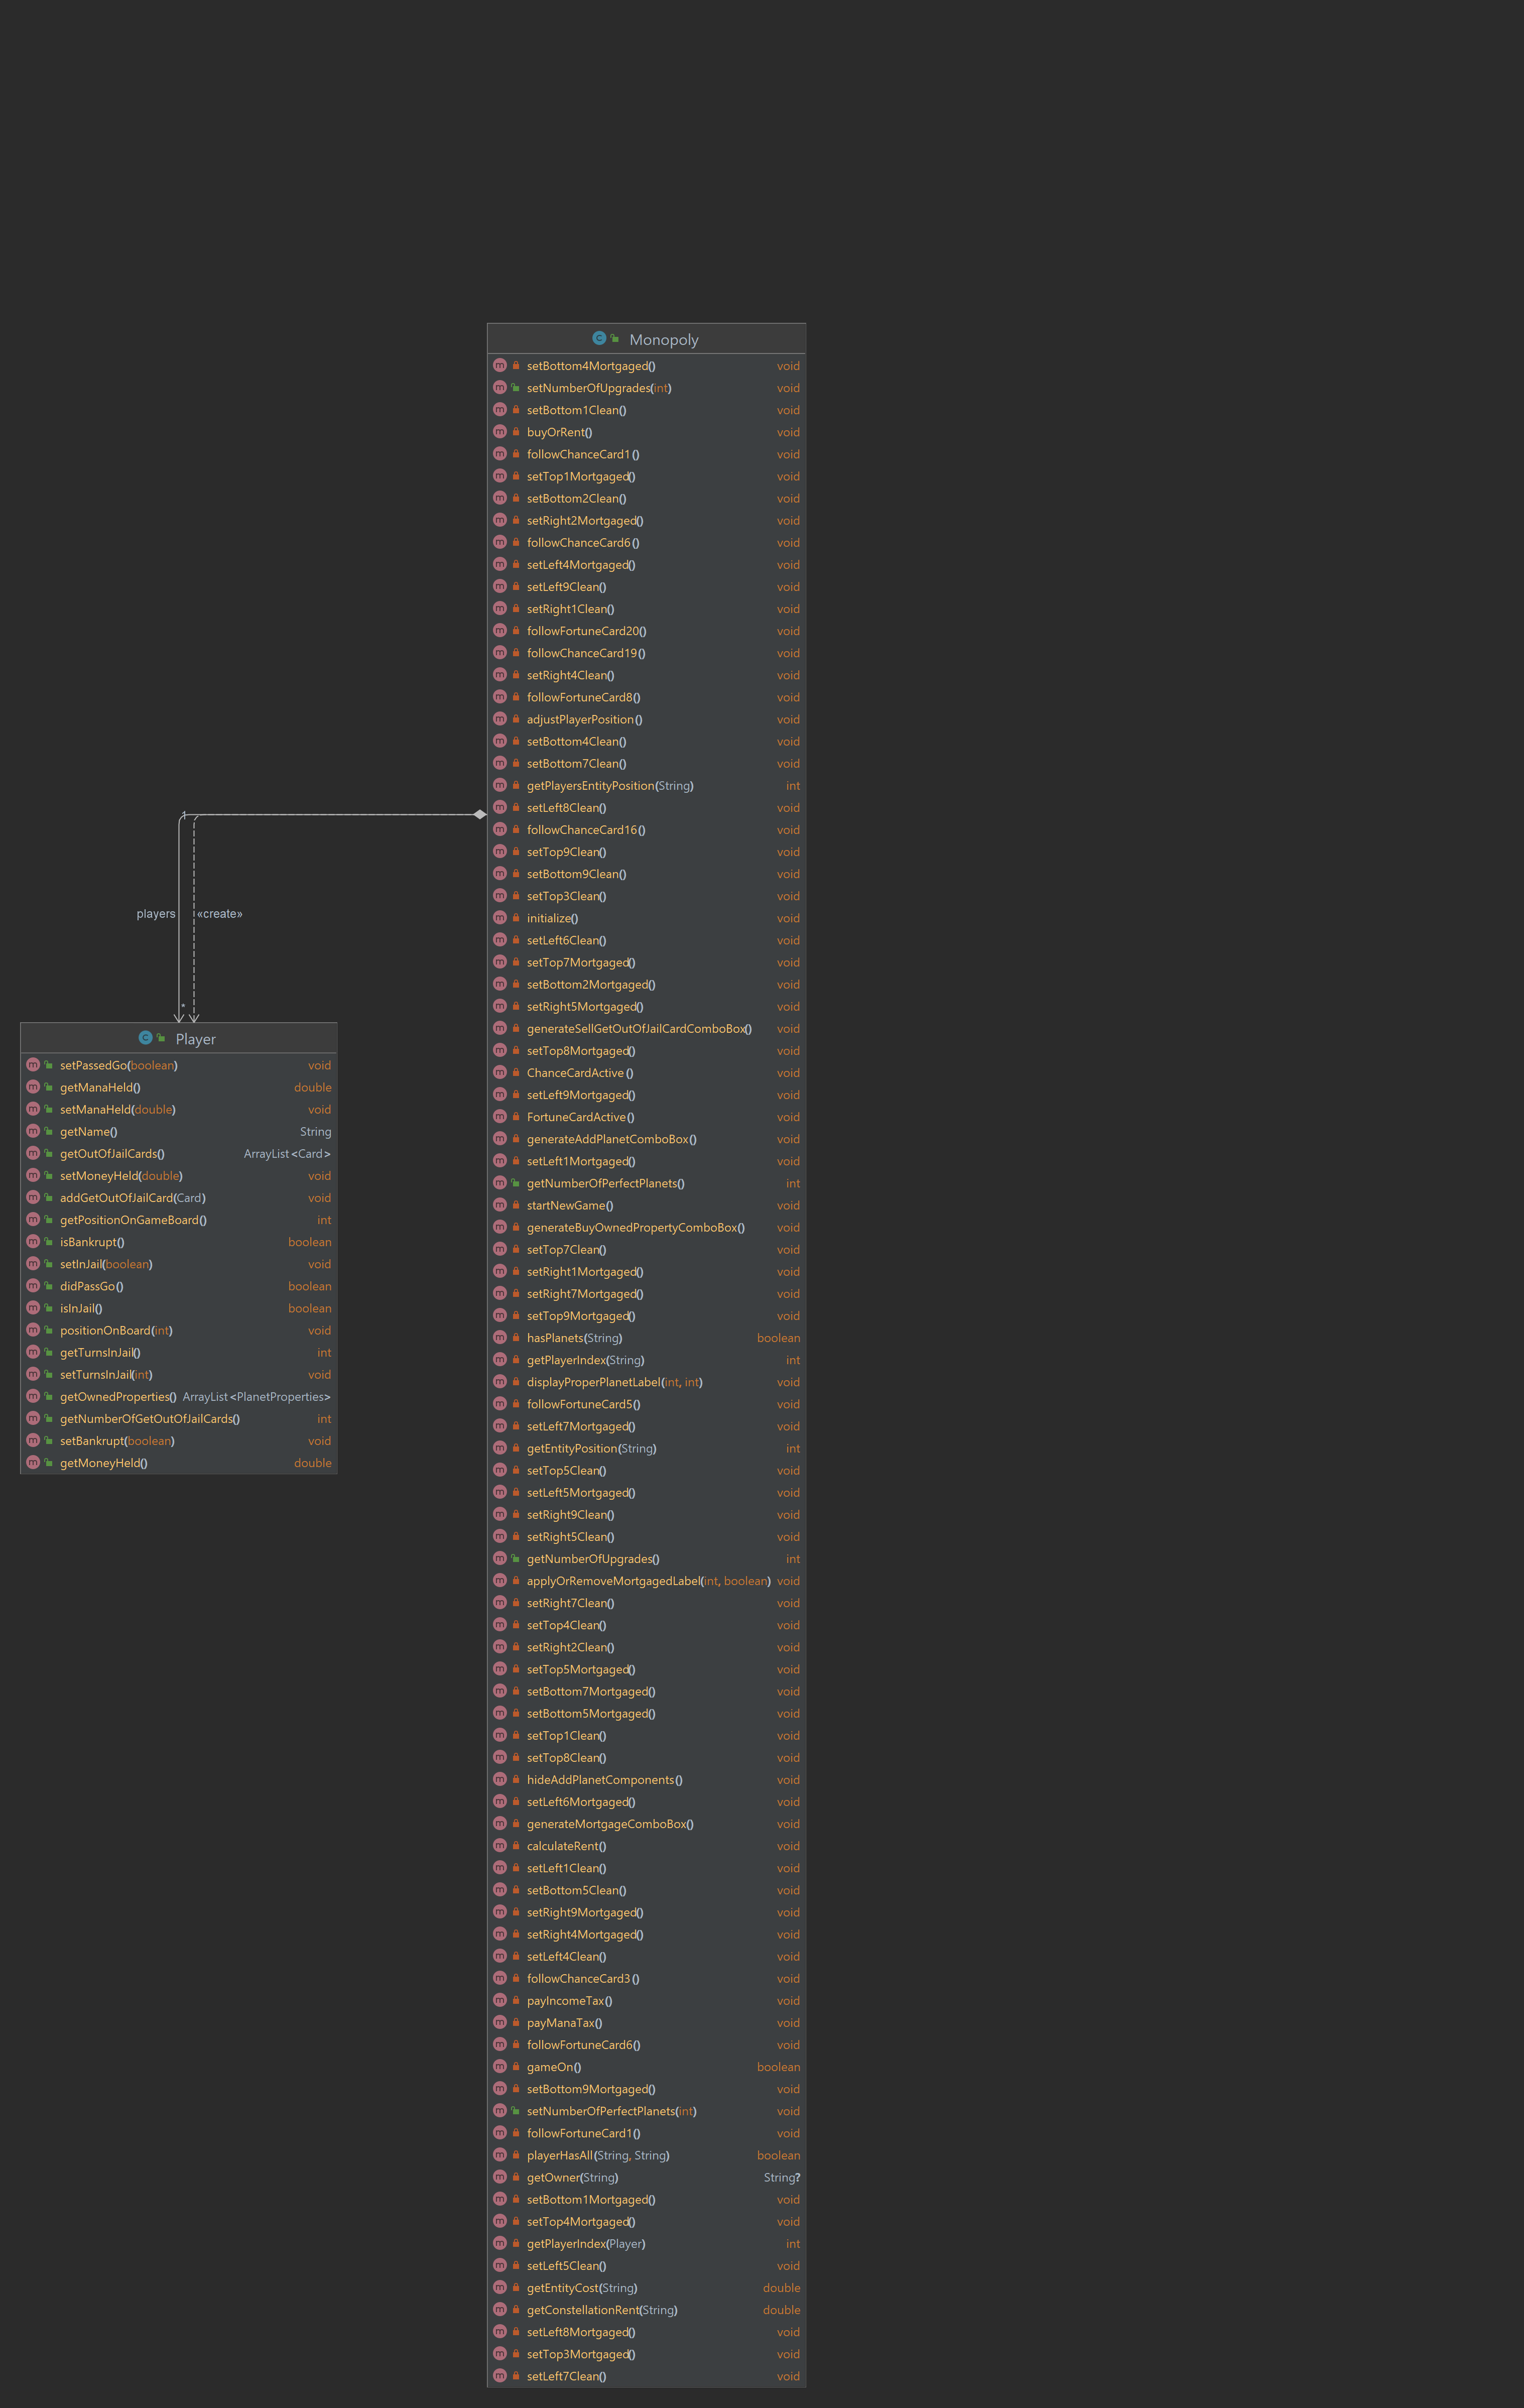 Monopoly
setBottom4Mortgaged() void
setNumberOfUpgrades(int) void
setBottom1Clean() void
buyOrRent() void
followChanceCard1() void
setTop1Mortgaged() void
setBottom2Clean() void
setRight2Mortgaged() void
followChanceCard6() void
setLeft4Mortgaged() void
setLeft9Clean() void
setRight1Clean() void
followFortuneCard20() void
followChanceCard19() void
setRight4Clean() void
followFortuneCard8() void
adjustPlayerPosition() void
setBottom4Clean() void
setBottom7Clean() void
getPlayersEntityPosition(String) int
setLeft8Clean() void
followChanceCard16() void
setTop9Clean() void
setBottom9Clean() void
setTop3Clean() void
initialize() void
setLeft6Clean() void
setTop7Mortgaged() void
setBottom2Mortgaged() void
setRight5Mortgaged() void
generateSellGetOutOfJailCardComboBox() void
setTop8Mortgaged() void
ChanceCardActive() void
setLeft9Mortgaged() void
FortuneCardActive() void
generateAddPlanetComboBox() void
setLeft1Mortgaged() void
getNumberOfPerfectPlanets() int
startNewGame() void
generateBuyOwnedPropertyComboBox() void
setTop7Clean() void
setRight1Mortgaged() void
setRight7Mortgaged() void
setTop9Mortgaged() void
hasPlanets(String) boolean
getPlayerIndex(String) int
displayProperPlanetLabel(int, int) void
followFortuneCard5() void
setLeft7Mortgaged() void
getEntityPosition(String) int
setTop5Clean() void
setLeft5Mortgaged() void
setRight9Clean() void
setRight5Clean() void
getNumberOfUpgrades() int
applyOrRemoveMortgagedLabel(int, boolean) void
setRight7Clean() void
setTop4Clean() void
setRight2Clean() void
setTop5Mortgaged() void
setBottom7Mortgaged() void
setBottom5Mortgaged() void
setTop1Clean() void
setTop8Clean() void
hideAddPlanetComponents() void
setLeft6Mortgaged() void
generateMortgageComboBox() void
calculateRent() void
setLeft1Clean() void
setBottom5Clean() void
setRight9Mortgaged() void
setRight4Mortgaged() void
setLeft4Clean() void
followChanceCard3() void
payIncomeTax() void
payManaTax() void
followFortuneCard6() void
gameOn() boolean
setBottom9Mortgaged() void
setNumberOfPerfectPlanets(int) void
followFortuneCard1() void
playerHasAll(String, String) boolean
getOwner(String) String?
setBottom1Mortgaged() void
setTop4Mortgaged() void
getPlayerIndex(Player) int
setLeft5Clean() void
getEntityCost(String) double
getConstellationRent(String) double
setLeft8Mortgaged() void
setTop3Mortgaged() void
setLeft7Clean() void
1
players
«create»
*
Player
setPassedGo(boolean) void
getManaHeld() double
setManaHeld(double) void
getName() String
getOutOfJailCards() ArrayList<Card>
setMoneyHeld(double) void
addGetOutOfJailCard(Card) void
getPositionOnGameBoard() int
isBankrupt() boolean
setInJail(boolean) void
didPassGo() boolean
isInJail() boolean
positionOnBoard(int) void
getTurnsInJail() int
setTurnsInJail(int) void
getOwnedProperties() ArrayList<PlanetProperties>
getNumberOfGetOutOfJailCards() int
setBankrupt(boolean) void
getMoneyHeld() double